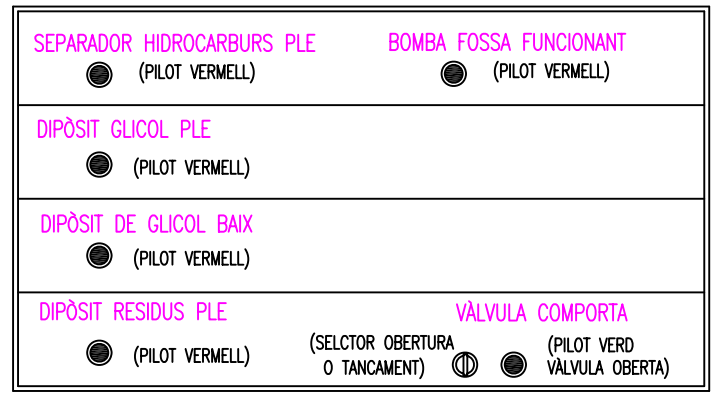 SEPARADOR HIDROCARBURS PLE
(PILOT VERMELL)
BOMBA FOSSA FUNCIONANT
(PILOT VERMELL)
DIPÒSIT GLICOL PLE
(PILOT VERMELL)
DIPÒSIT DE GLICOL BAIX
(PILOT VERMELL)
DIPÒSIT RESIDUS PLE
(PILOT VERMELL)
VÀLVULA COMPORTA
(SELCTOR OBERTURA
O TANCAMENT)
(PILOT VERD
VÀLVULA OBERTA)